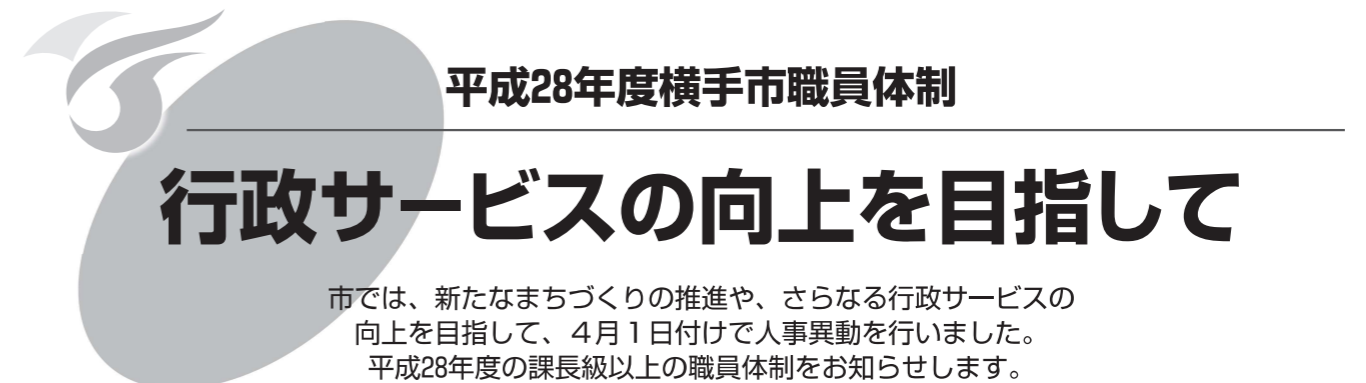 平成28年度横手市職員体制
行政サービスの向上を目指して
市では、新たなまちづくりの推進や、さらなる行政サービスの
向上を目指して、４月１日付けで人事異動を行いました。
平成28年度の課長級以上の職員体制をお知らせします。